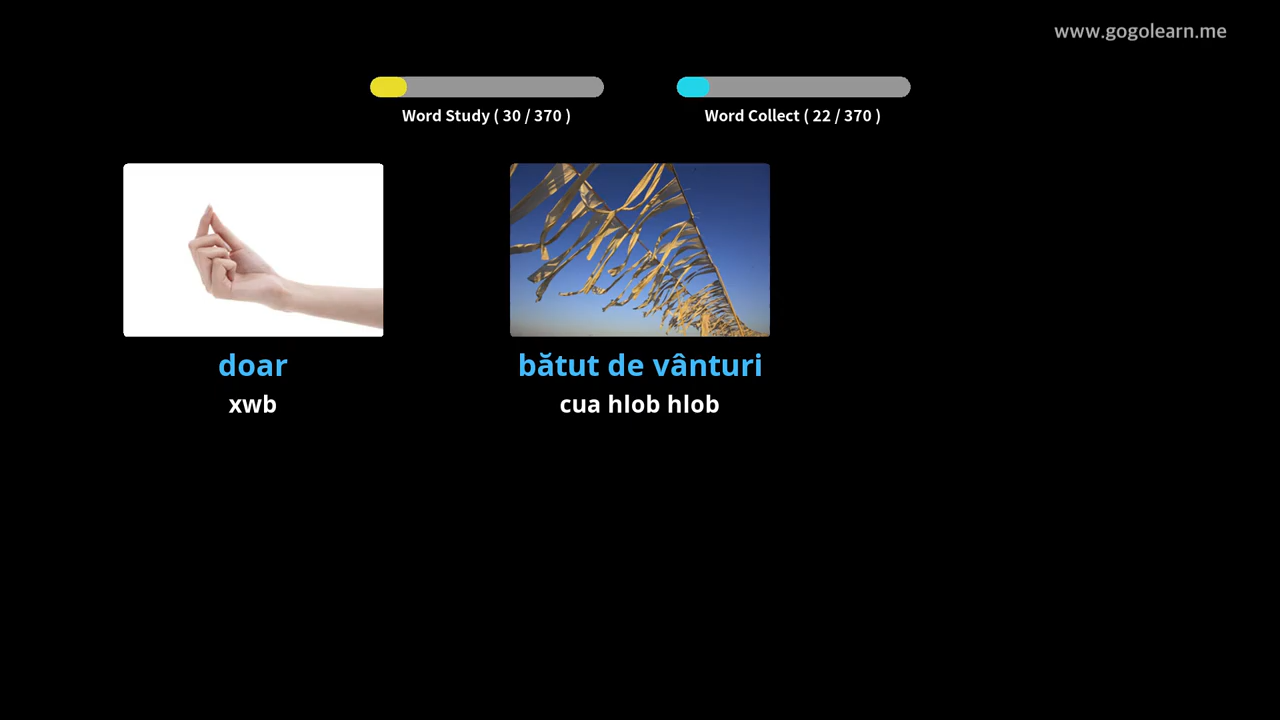 www.gogolearn.me
Word Study ( 30 / 370 )
Word Collect ( 22 / 370 )
doar
bătut de vânturi
xwb
cua hlob hlob